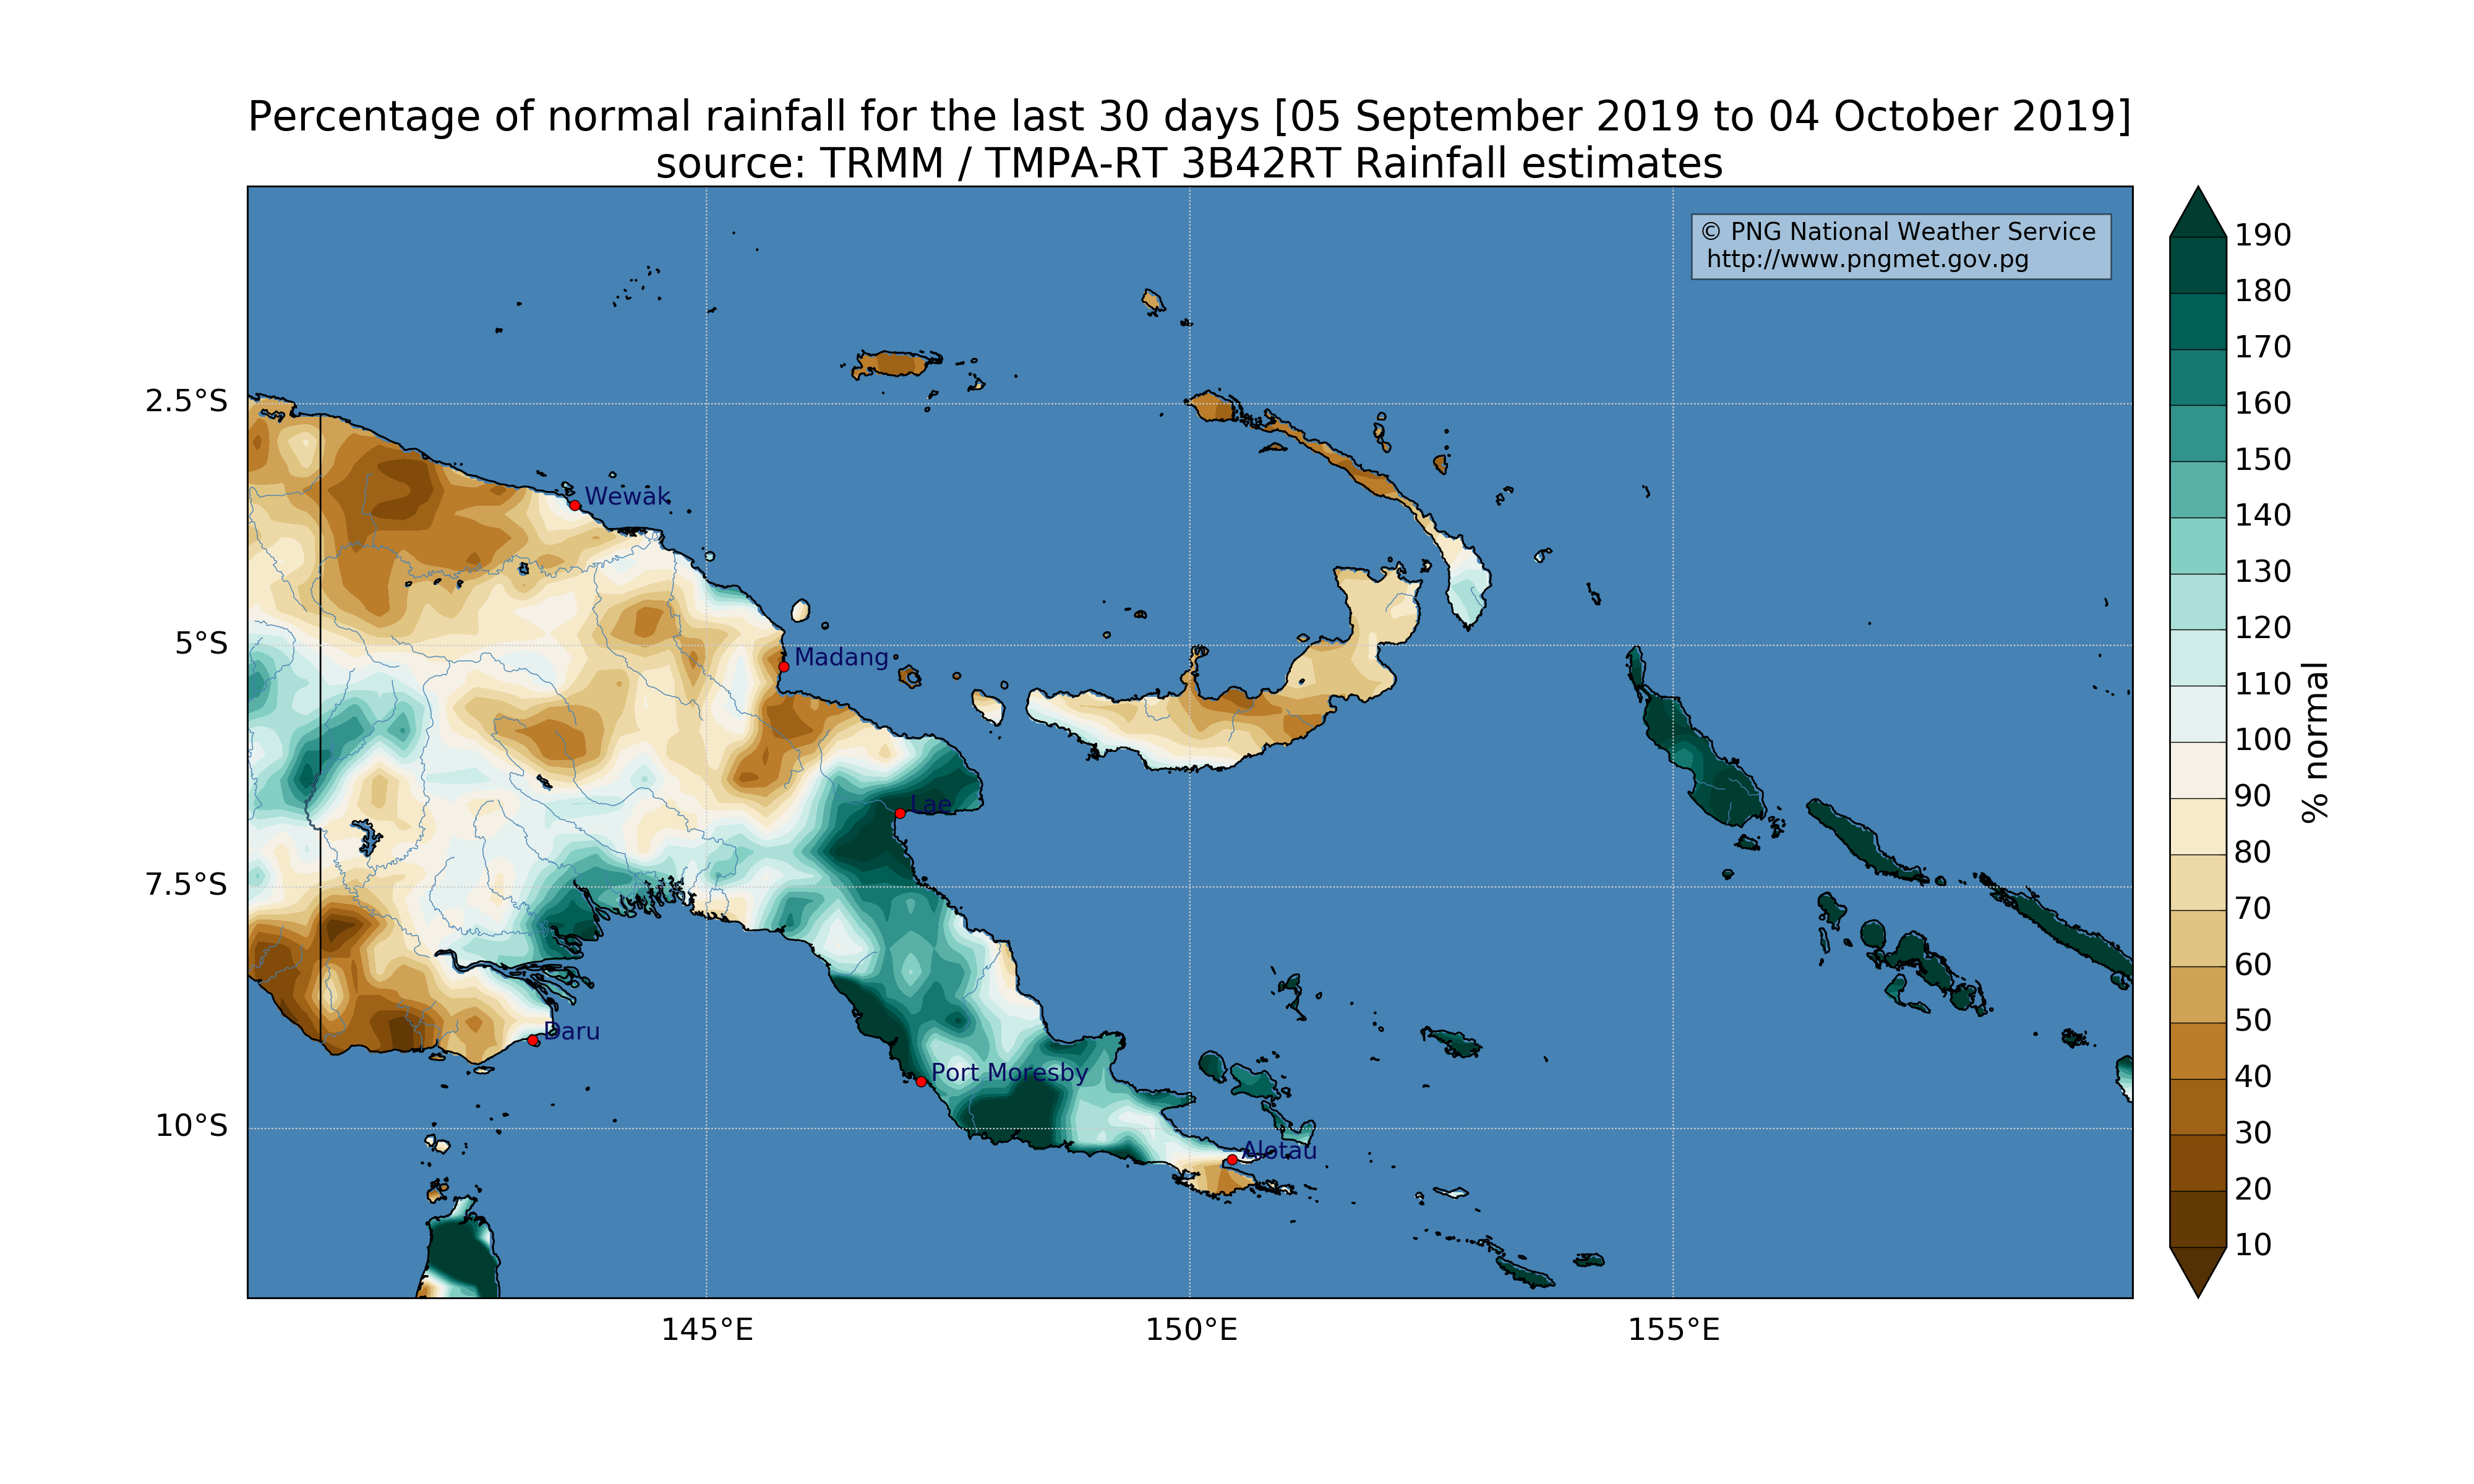 Percentage of normal rainfall for the last 30 days [05 September 2019 to 04 October 2019]
source: TRMM / TMPA-RT 3B42RT Rainfall estimates
© PNG National Weather Service
http://www.pngmet.gov.pg
2.5°S
5°S
7.5°S
10°S
Wewak
Madang
Lae
Daru
Port Moresby
Alotau
145°E
150°E
155°E
190
180
170
160
150
140
130
120
110
100
90
80
70
60
50
40
30
20
10
% normal